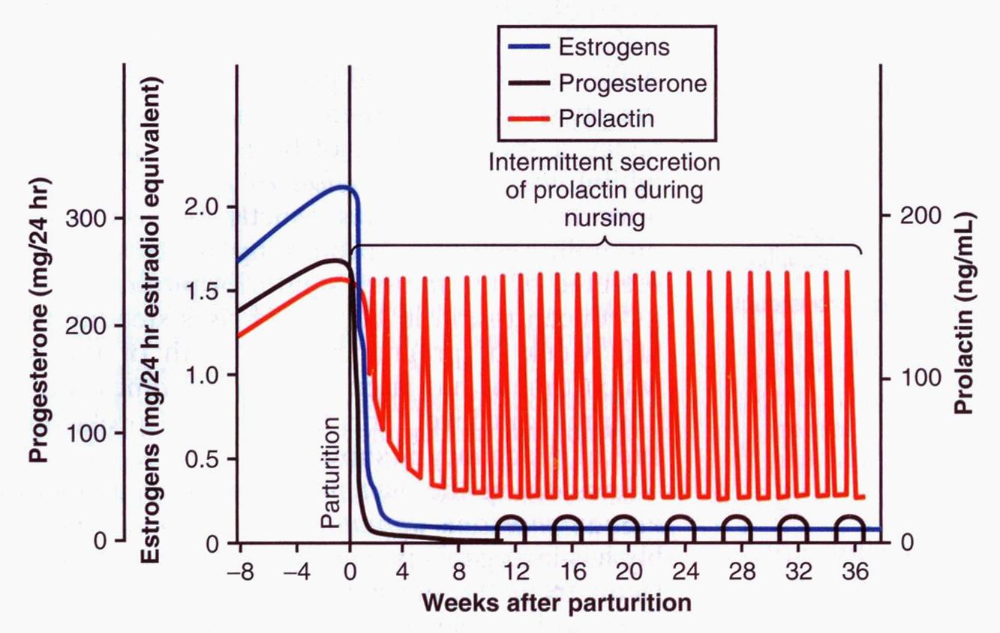 Estrogens
Progesterone
Prolactin
Intermittent secretion
of prolactin during
nursing
Progesterone (mg/24 hr)
300
200
100
0
Estrogens (mg/24 hr estradiol equivalent)
2.0
1.5
1.0
0.5
0
Parturition
200
100
0
Prolactin (ng/mL)
–8 –4 0 4 8 12 16 20 24 28 32 36
Weeks after parturition